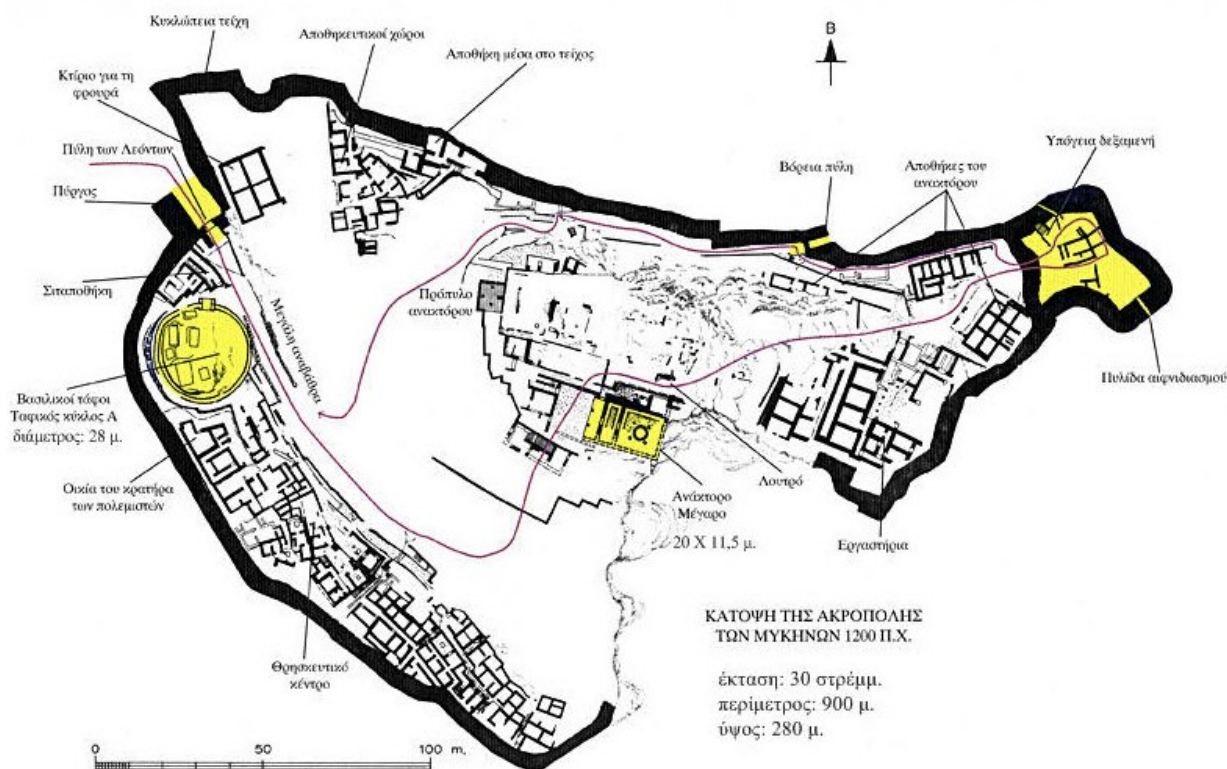 Κυκλώπεια τείχη
Αποθηκευτικοί χώροι
Αποθήκη μέσα στο τείχος
Β
Κτίριο για τη
φρουρά
Πύλη των Λεόντων
Πύργος
Βόρεια πύλη
Αποθήκες του
ανακτόρου
Υπόγεια δεξαμενή
Σιταποθήκη
Μεγάλη αναβάθρα
Πρόπυλο
ανακτόρου
Πυλίδα αιφνιδιασμού
Βασιλικοί τάφοι
Ταφικός κύκλος Α
διάμετρος: 28 μ.
Οικία του κρατήρα
των πολεμιστών
Ανάκτορο
Μέγαρο
20 Χ 11,5 μ.
Λουτρό
Εργαστήρια
Θρησκευτικό
κέντρο
ΚΑΤΟΨΗ ΤΗΣ ΑΚΡΟΠΟΛΗΣ
ΤΩΝ ΜΥΚΗΝΩΝ 1200 Π.Χ.
έκταση: 30 στρέμμ.
περίμετρος: 900 μ.
ύψος: 280 μ.
0 50 100 m.